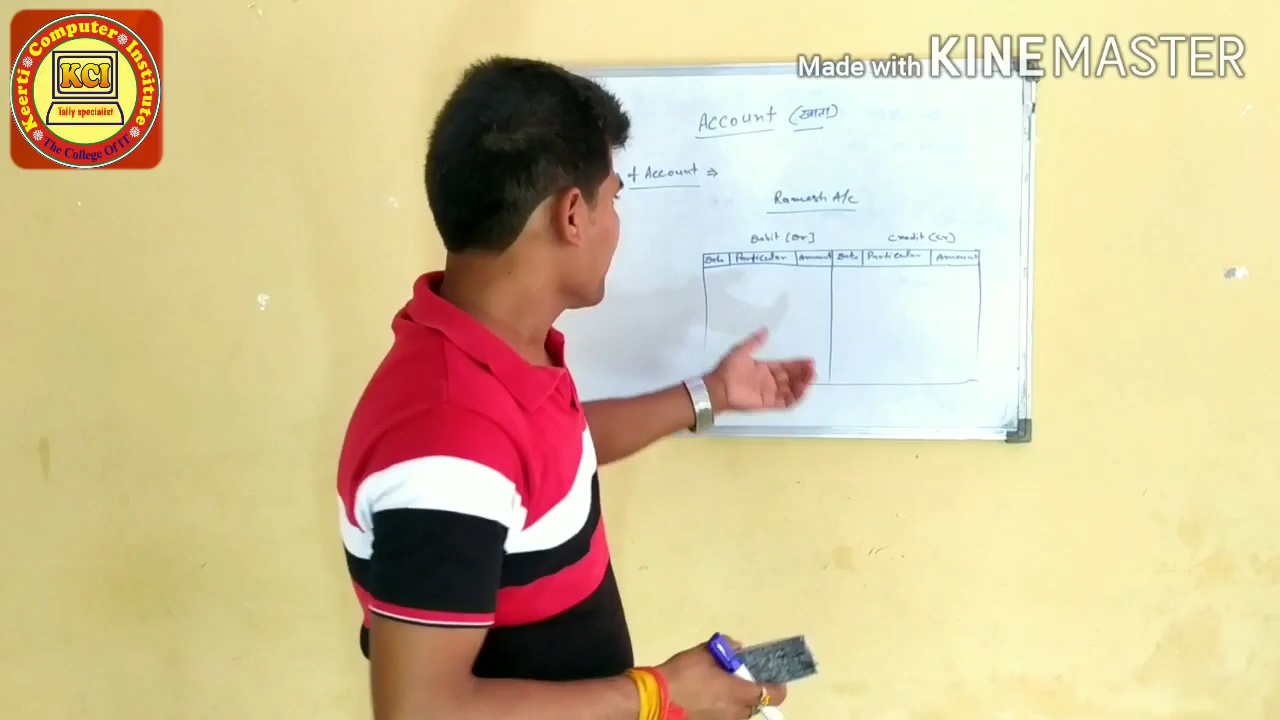 Keerti Computer Institute
KCI
Tally specialist
The College Of IT
Made with KINEMASTER
Account (खाता)
f Account ⇒
Ramesh A/c
Debit [Dr] Credit (Cr)
Date Particular Amount Date Particular Amount